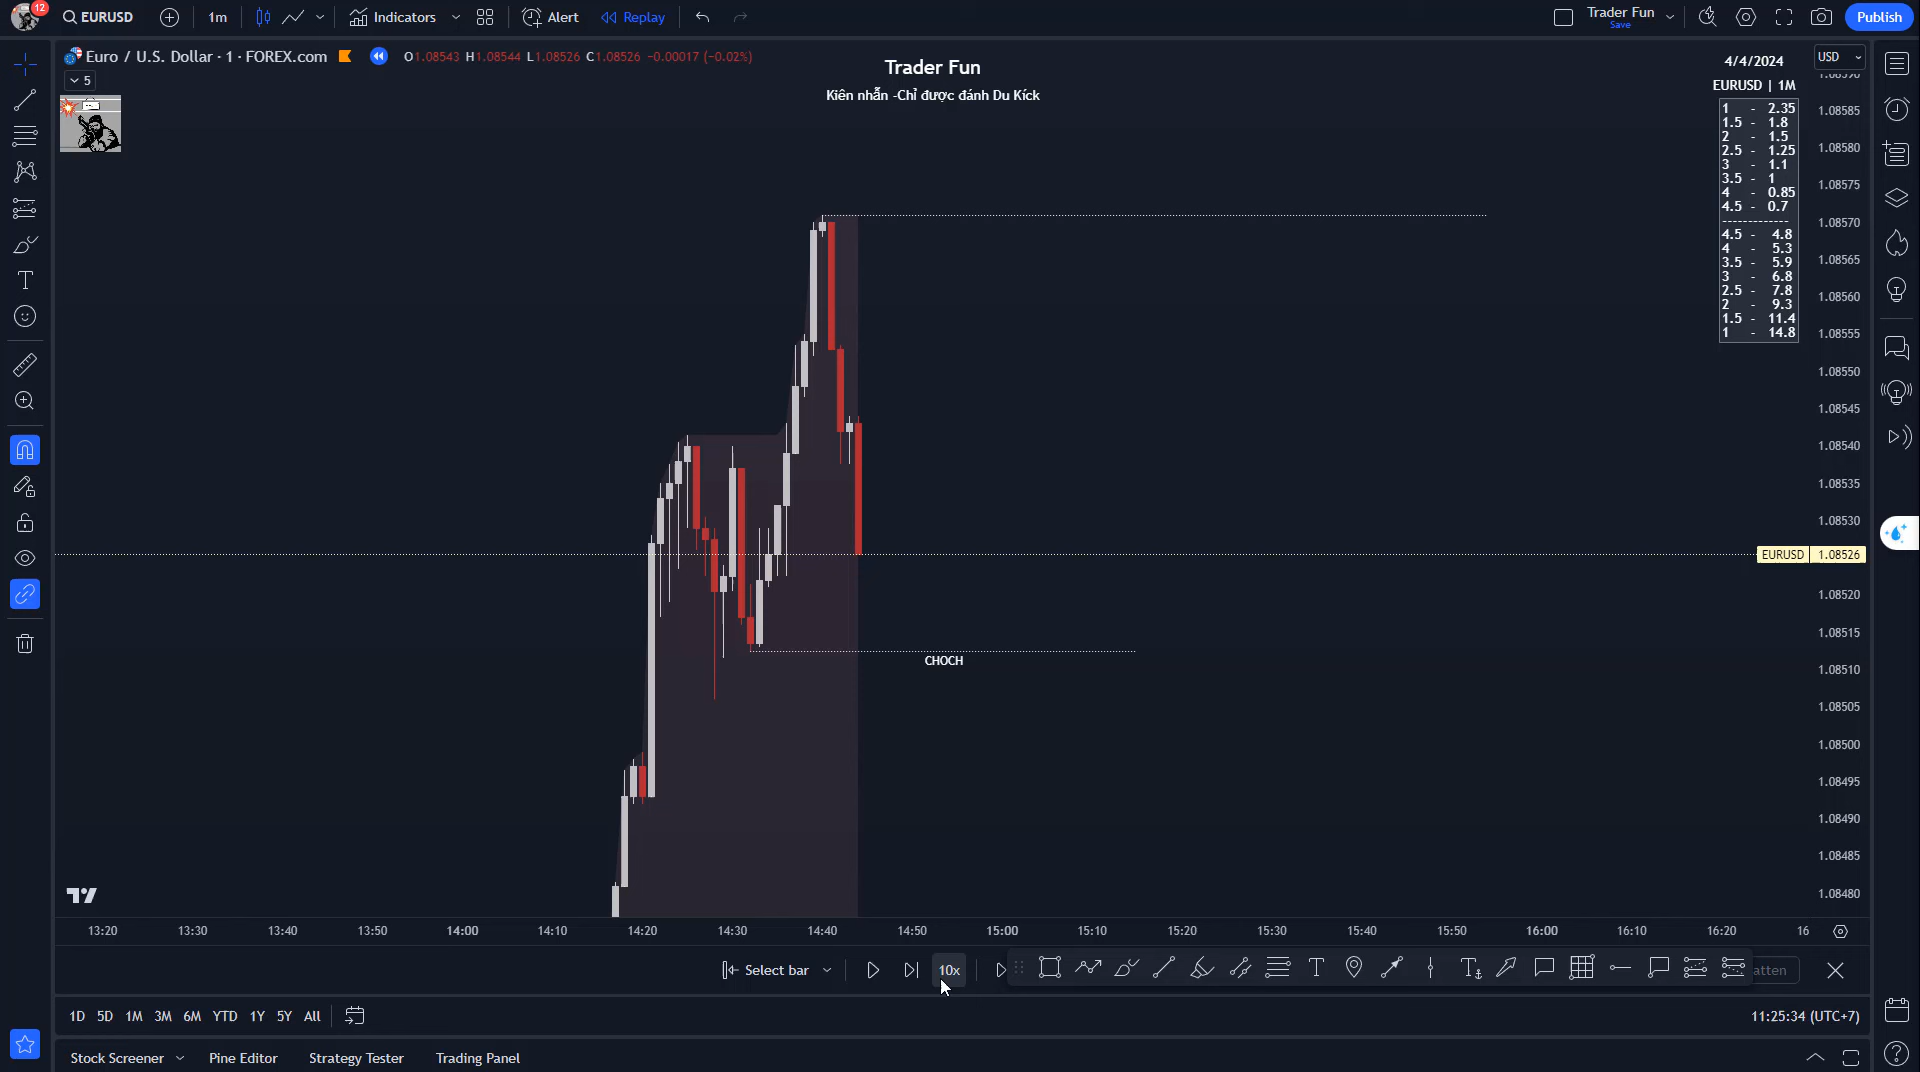 12
EURUSD
1m
Indicators
Alert
Replay
Trader Fun
Save
Publish
Euro / U.S. Dollar · 1 · FOREX.com
O1.08543 H1.08544 L1.08526 C1.08526 -0.00017 (-0.02%)
5
Trader Fun
Kiên nhẫn -Chỉ được đánh Du Kích
4/4/2024
EURUSD | 1M
1 - 2.35
1.5 - 1.8
2 - 1.5
2.5 - 1.25
3 - 1.1
3.5 - 1
4 - 0.85
4.5 - 0.7
-------------
4.5 - 4.8
4 - 5.3
3.5 - 5.9
3 - 6.8
2.5 - 7.8
2 - 9.3
1.5 - 11.4
1 - 14.8
USD
1.08585
1.08580
1.08575
1.08570
1.08565
1.08560
1.08555
1.08550
1.08545
1.08540
1.08535
1.08530
EURUSD 1.08526
1.08520
1.08515
1.08510
1.08505
1.08500
1.08495
1.08490
1.08485
1.08480
CHOCH
13:20 13:30 13:40 13:50 14:00 14:10 14:20 14:30 14:40 14:50 15:00 15:10 15:20 15:30 15:40 15:50 16:00 16:10 16:20 16
Select bar
10x
atten
1D 5D 1M 3M 6M YTD 1Y 5Y All
11:25:34 (UTC+7)
Stock Screener
Pine Editor
Strategy Tester
Trading Panel